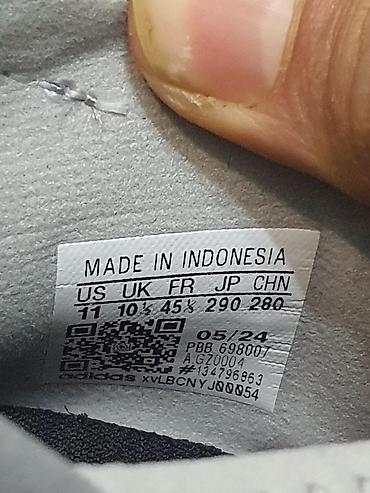 MADE IN INDONESIA
US UK FR JP CHN
11 10½ 45⅓ 290 280
05/24
PBB 698007
AGZ0004
#134796863
adidas XVLBCNYJ00054